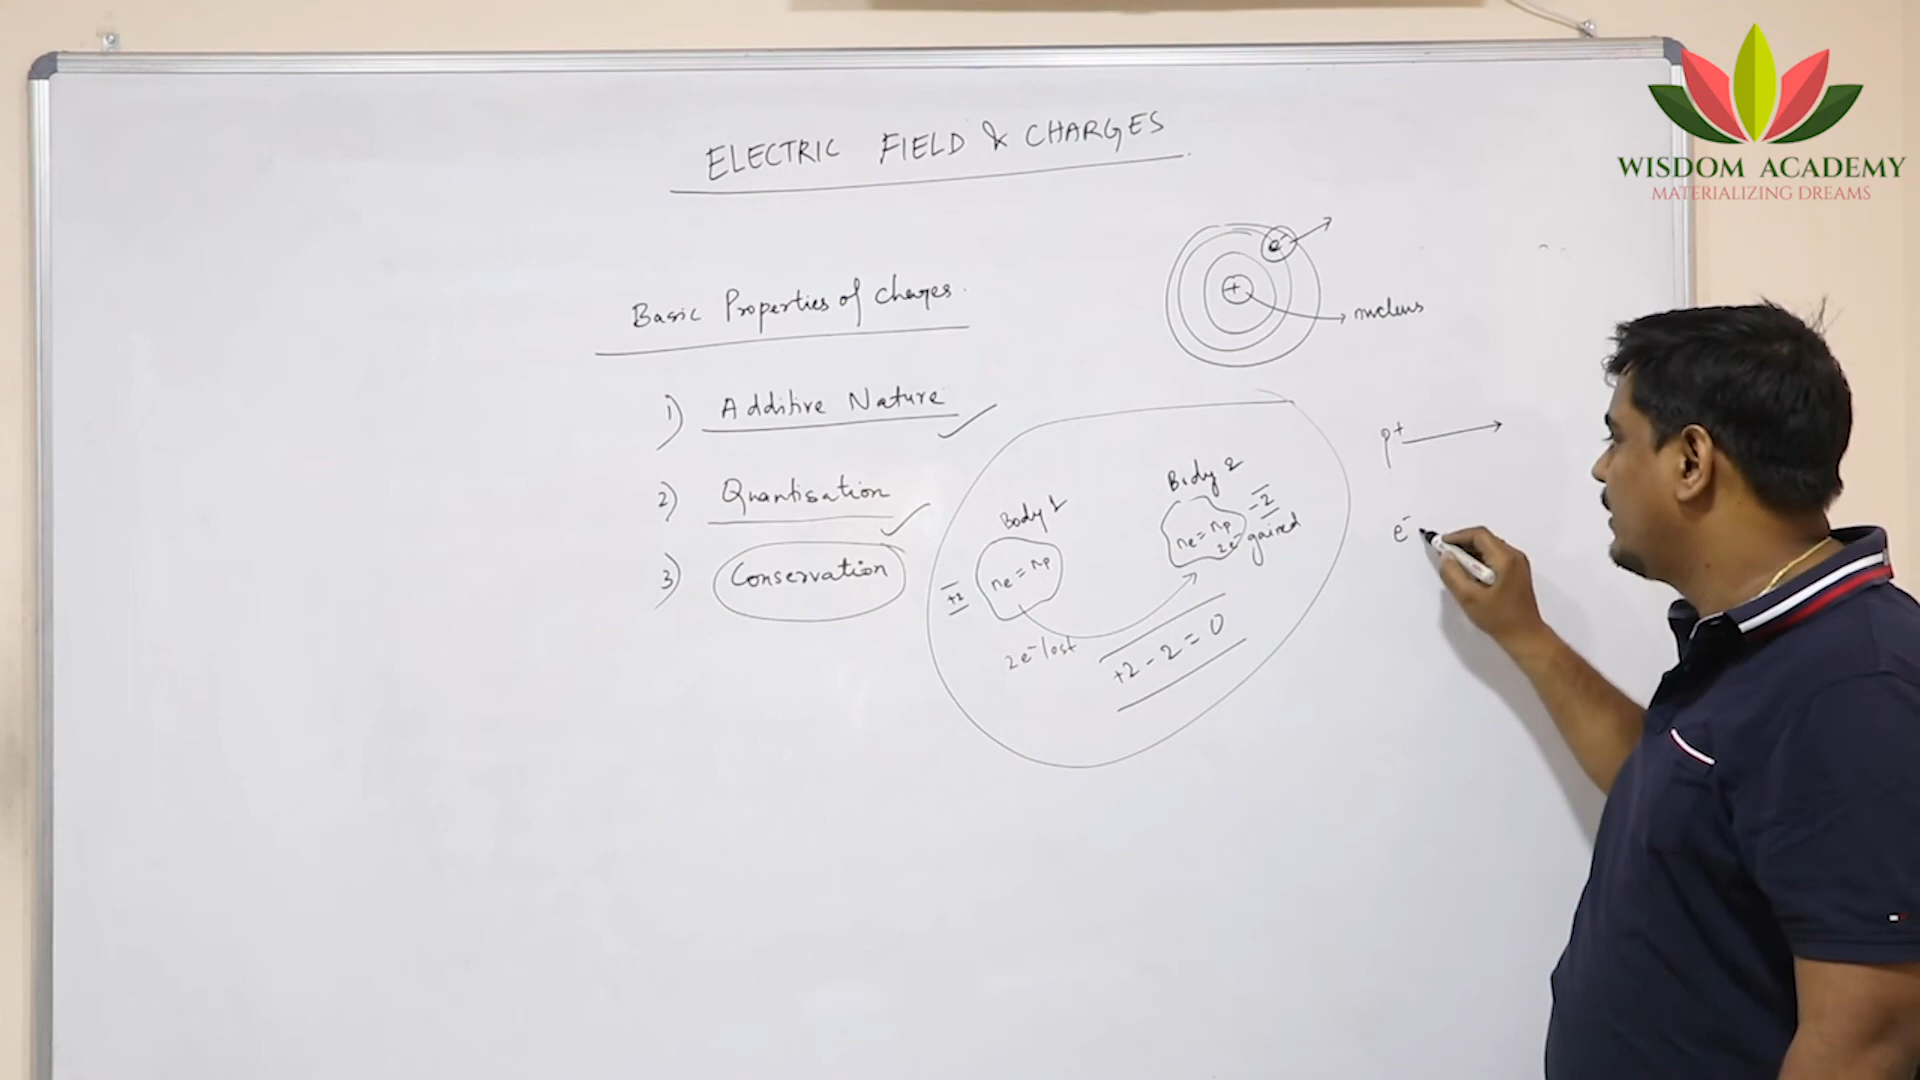 WISDOM ACADEMY
MATERIALIZING DREAMS
ELECTRIC FIELD & CHARGES
Basic Properties of charges.
1) Additive Nature
2) Quantisation
3) Conservation
e-
+
nucleus
p+
e-
Body 1
ne = np
+2
2e- lost
Body 2
ne = np
-2
2e- gained
+2 - 2 = 0